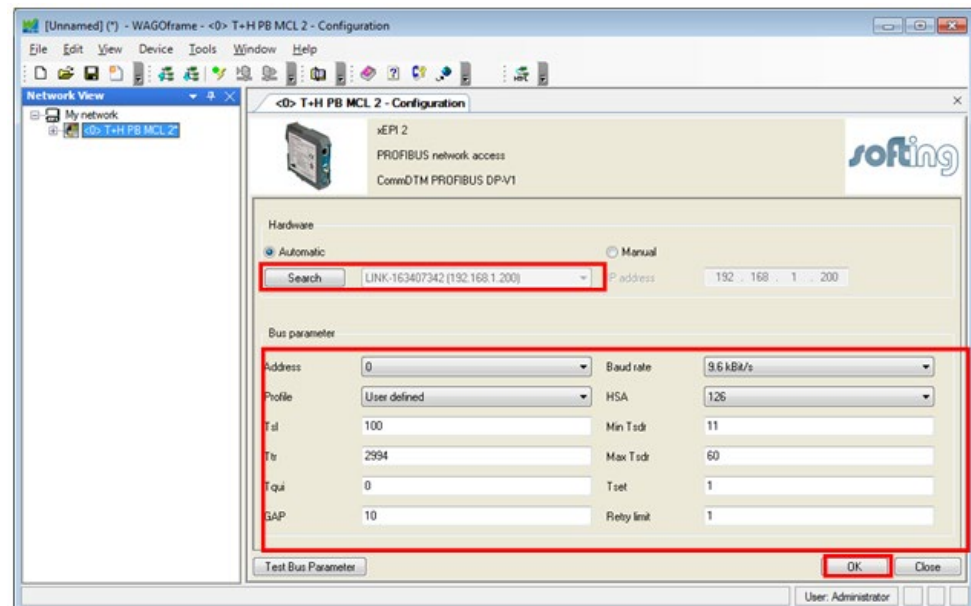 [Unnamed] (*) - WAGOframe - <0> T+H PB MCL 2 - Configuration
File Edit View Device Tools Window Help
Network View
<0> T+H PB MCL 2 - Configuration
My network
<0> T+H PB MCL 2*
xEPI 2
PROFIBUS network access
CommDTM PROFIBUS DP-V1
softing
Hardware
Automatic Manual
Search LINK-163407342 (192.168.1.200) IP address 192 . 168 . 1 . 200
Bus parameter
Address 0 Baud rate 9.6 kBit/s
Profile User defined HSA 126
Tsl 100 Min Tsdr 11
Ttr 2994 Max Tsdr 60
Tqui 0 Tset 1
GAP 10 Retry limit 1
Test Bus Parameter OK Close
User: Administrator